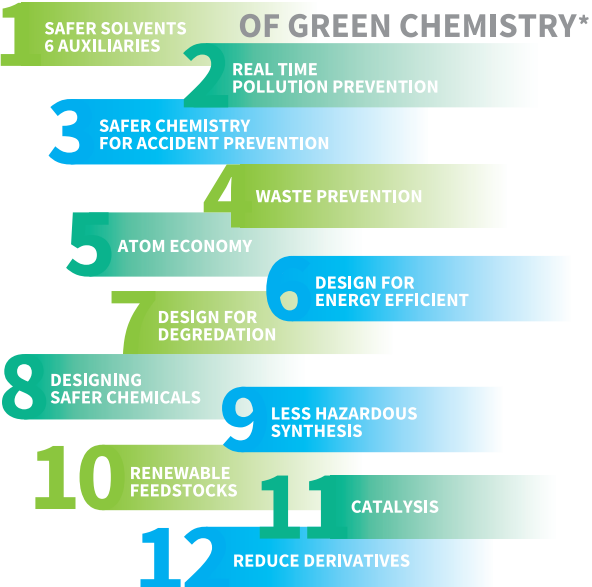 OF GREEN CHEMISTRY*
1
SAFER SOLVENTS
6 AUXILIARIES
2
REAL TIME
POLLUTION PREVENTION
3
SAFER CHEMISTRY
FOR ACCIDENT PREVENTION
4
WASTE PREVENTION
5
ATOM ECONOMY
6
DESIGN FOR
ENERGY EFFICIENT
7
DESIGN FOR
DEGREDATION
8
DESIGNING
SAFER CHEMICALS
9
LESS HAZARDOUS
SYNTHESIS
10
RENEWABLE
FEEDSTOCKS
11
CATALYSIS
12
REDUCE DERIVATIVES